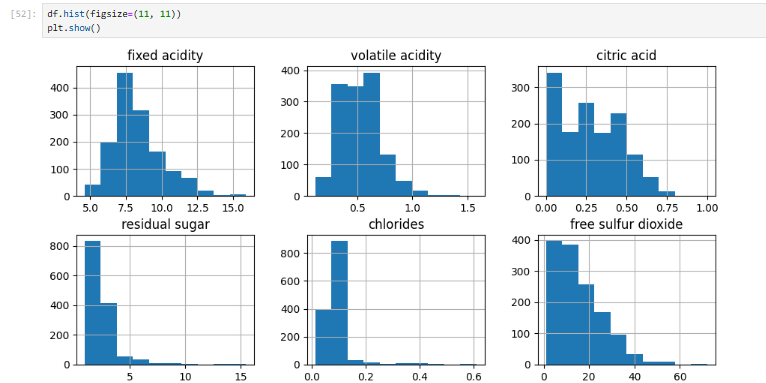 [52]: df.hist(figsize=(11, 11))
plt.show()
fixed acidity volatile acidity citric acid
400
300
200
100
0
5.0 7.5 10.0 12.5 15.0
400
300
200
100
0
0.5 1.0 1.5
300
200
100
0
0.00 0.25 0.50 0.75 1.00
residual sugar chlorides free sulfur dioxide
800
600
400
200
0
5 10 15
800
600
400
200
0
0.0 0.2 0.4 0.6
400
300
200
100
0
0 20 40 60